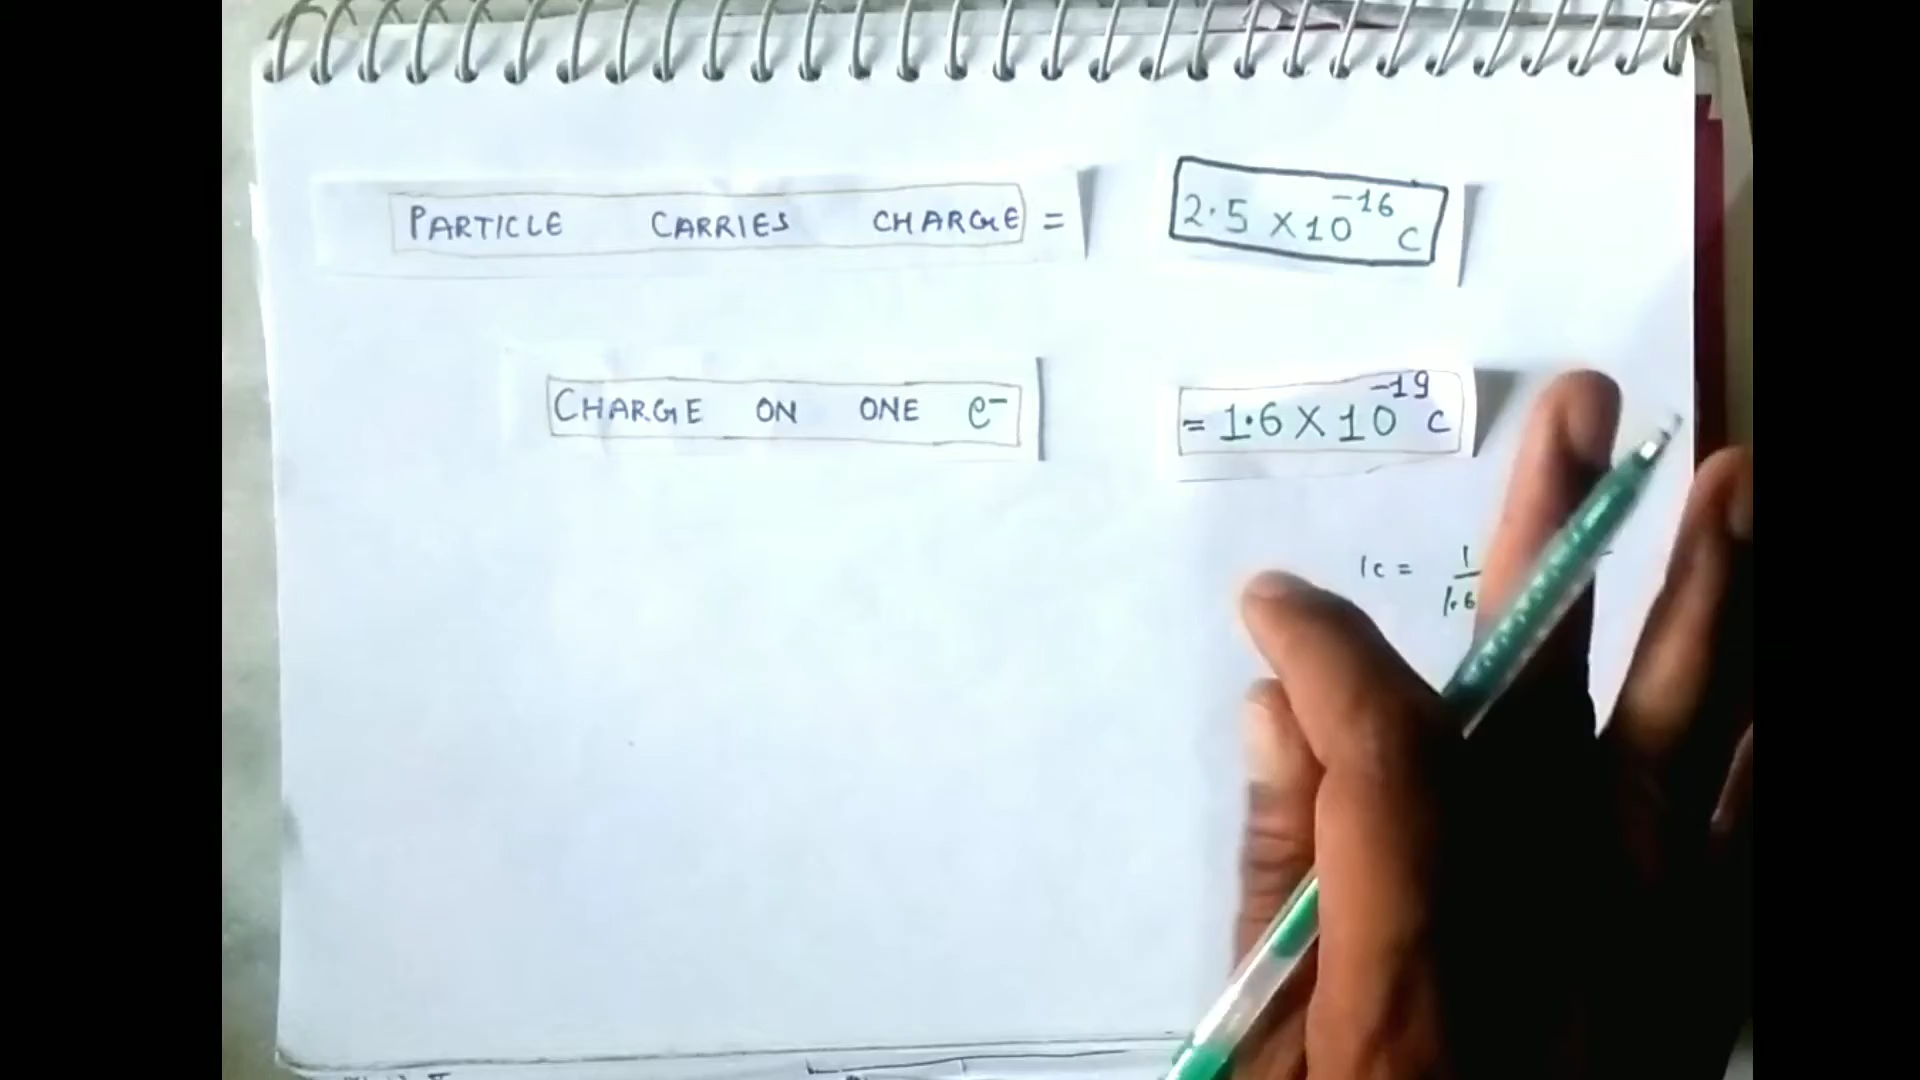 PARTICLE CARRIES CHARGE = 2.5 × 10⁻¹⁶ C
CHARGE ON ONE e⁻ = 1.6 × 10⁻¹⁹ C
1c = 1
1.6